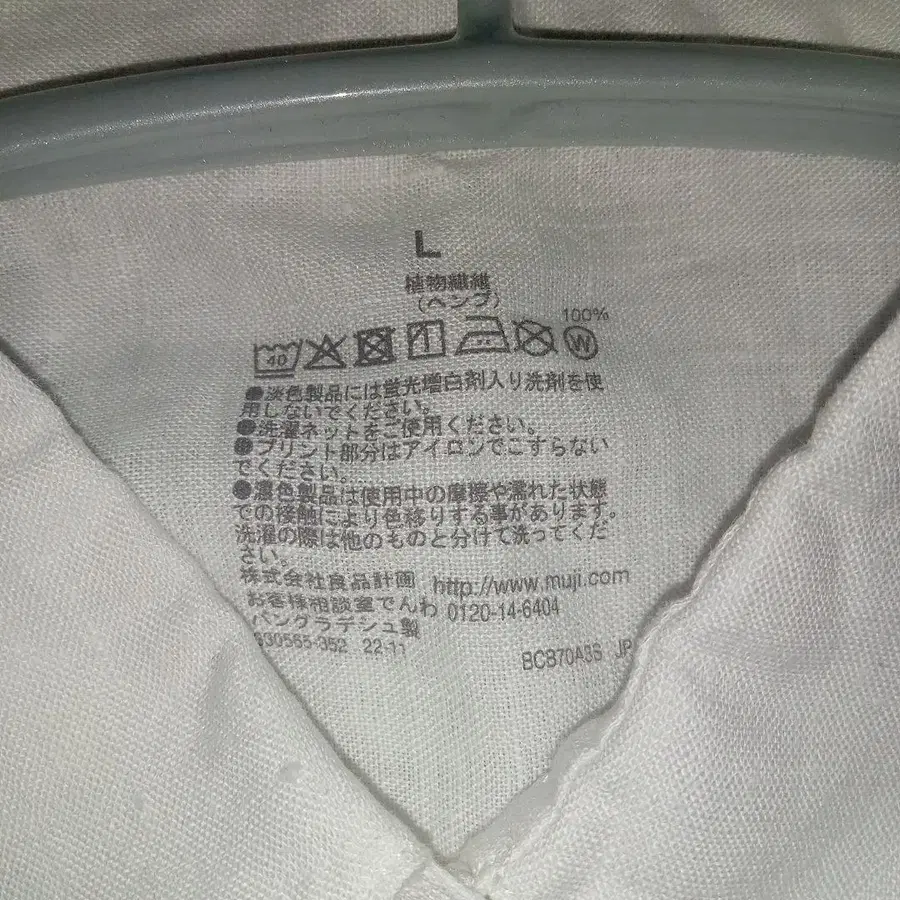 L
植物繊維
(ヘンプ)
100%
40 W
●淡色製品には蛍光増白剤入り洗剤を使
用しないでください。
●洗濯ネットをご使用ください。
●プリント部分はアイロンでこすらない
でください。
●濃色製品は使用中の摩擦や濡れた状態
での接触により色移りする事があります。
洗濯の際は他のものと分けて洗ってくだ
さい。
株式会社良品計画 http://www.muji.com
お客様相談室でんわ 0120-14-6404
バングラデシュ製
22-11
JP